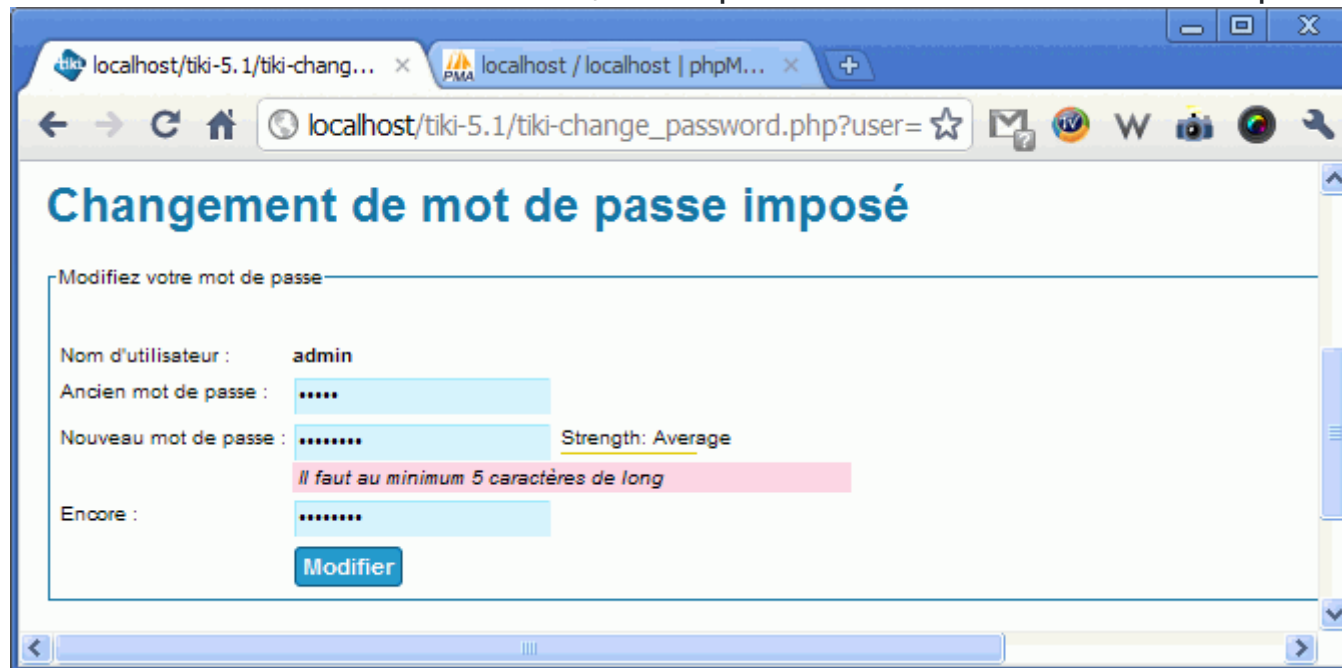 localhost/tiki-5.1/tiki-chang... × PMA localhost / localhost | phpM... ×
localhost/tiki-5.1/tiki-change_password.php?user=
Changement de mot de passe imposé
Modifiez votre mot de passe
Nom d'utilisateur : admin
Ancien mot de passe : •••••
Nouveau mot de passe : •••••••• Strength: Average
Il faut au minimum 5 caractères de long
Encore : ••••••••
Modifier